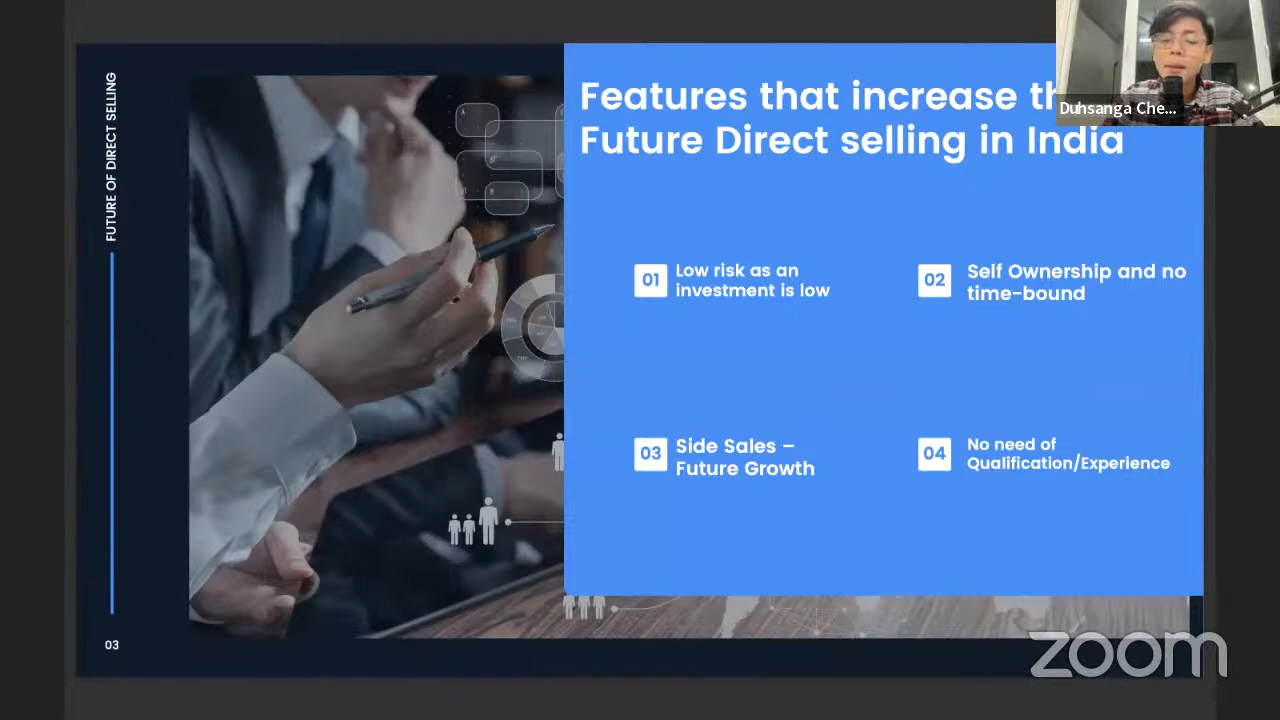 FUTURE OF DIRECT SELLING
03
Features that increase
Future Direct selling in India
01
Low risk as an
investment is low
02
Self Ownership and no
time-bound
03
Side Sales –
Future Growth
04
No need of
Qualification/Experience
Duhsanga Che...
zoom